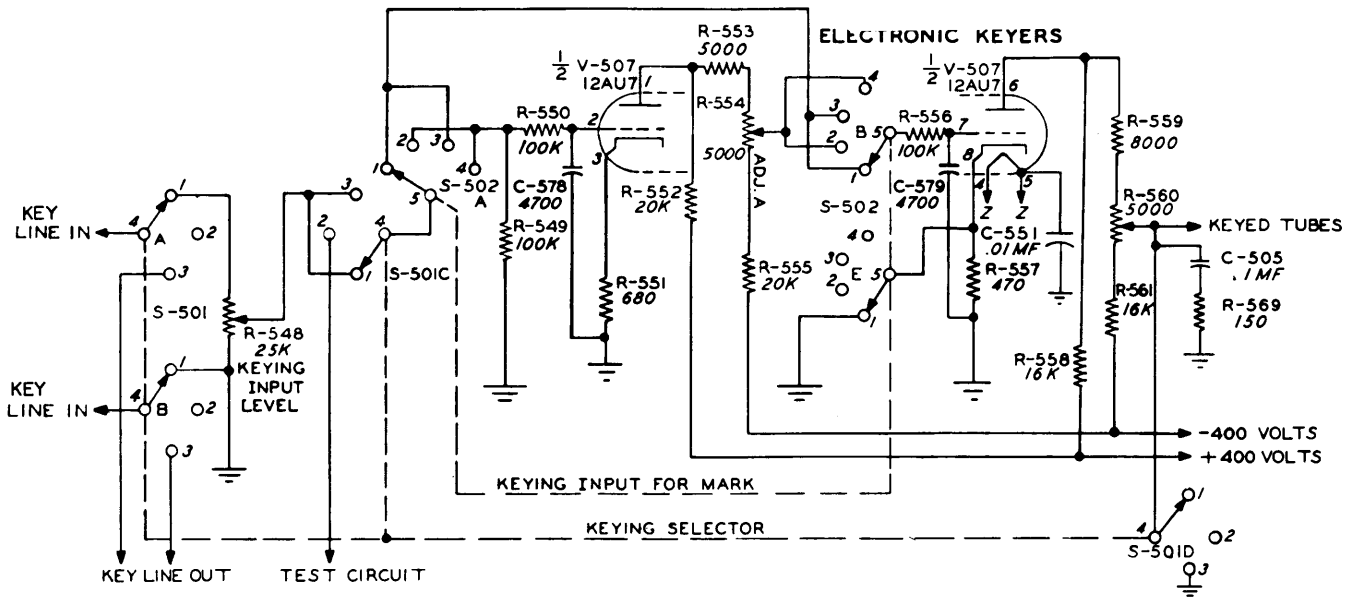 ELECTRONIC KEYERS
R-553
5000
1/2 V-507
12AU7
1
2
3
R-554
5000
ADJ. A
R-550
100K
C-578
4700
R-549
100K
R-551
680
R-552
20K
R-555
20K
2
3
1
4
5
S-502
A
3
2
4
1
S-501C
KEY
LINE IN
4
A
1
2
3
S-501
R-548
25K
KEYING
INPUT
LEVEL
KEY
LINE IN
4
B
1
2
3
KEY LINE OUT
TEST CIRCUIT
4
3
2
1
B 5
S-502
4
3
2
1
E 5
R-556
100K
C-579
4700
1/2 V-507
12AU7
6
7
8
4
5
Z
Z
C-551
.01MF
R-557
470
R-558
16K
R-559
8000
R-560
5000
R-561
16K
KEYED TUBES
C-505
.1MF
R-569
150
-400 VOLTS
+400 VOLTS
KEYING INPUT FOR MARK
KEYING SELECTOR
4
1
2
3
S-501D